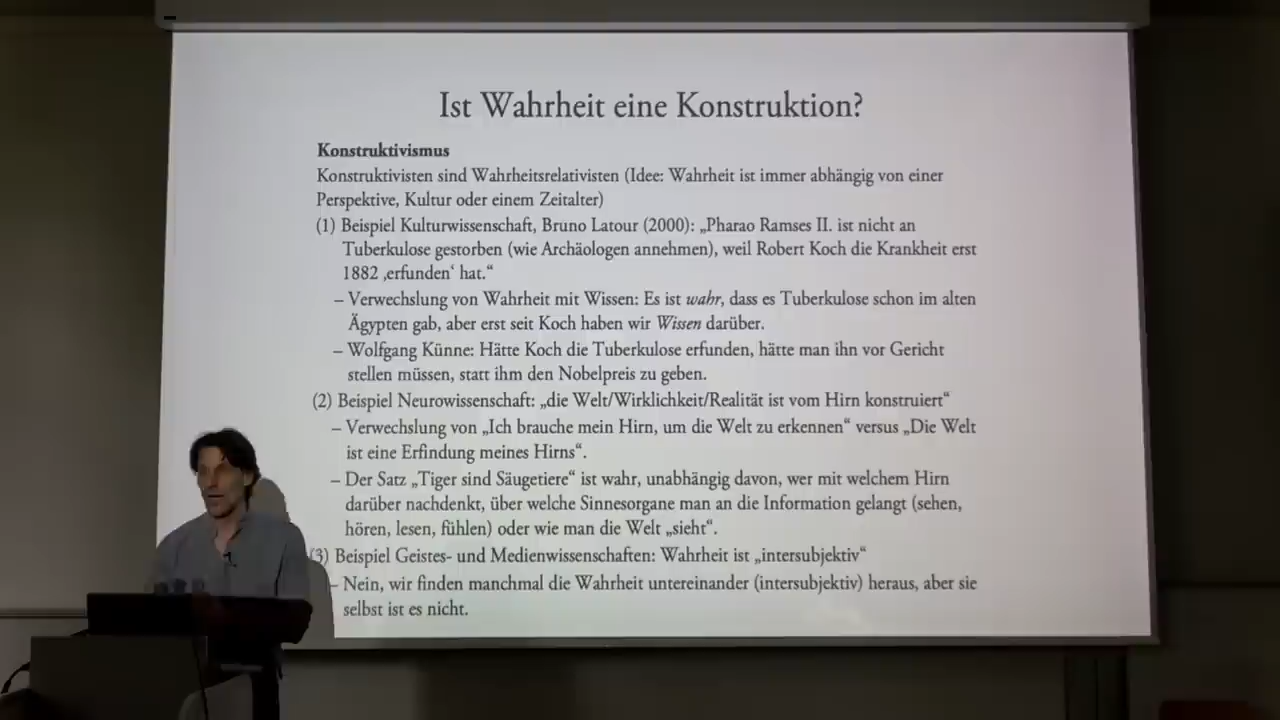 Ist Wahrheit eine Konstruktion?
Konstruktivismus
Konstruktivisten sind Wahrheitsrelativisten (Idee: Wahrheit ist immer abhängig von einer
Perspektive, Kultur oder einem Zeitalter)
(1) Beispiel Kulturwissenschaft, Bruno Latour (2000): „Pharao Ramses II. ist nicht an
Tuberkulose gestorben (wie Archäologen annehmen), weil Robert Koch die Krankheit erst
1882 ‚erfunden‘ hat.“
– Verwechslung von Wahrheit mit Wissen: Es ist wahr, dass es Tuberkulose schon im alten
Ägypten gab, aber erst seit Koch haben wir Wissen darüber.
– Wolfgang Künne: Hätte Koch die Tuberkulose erfunden, hätte man ihn vor Gericht
stellen müssen, statt ihm den Nobelpreis zu geben.
(2) Beispiel Neurowissenschaft: „die Welt/Wirklichkeit/Realität ist vom Hirn konstruiert“
– Verwechslung von „Ich brauche mein Hirn, um die Welt zu erkennen“ versus „Die Welt
ist eine Erfindung meines Hirns“.
– Der Satz „Tiger sind Säugetiere“ ist wahr, unabhängig davon, wer mit welchem Hirn
darüber nachdenkt, über welche Sinnesorgane man an die Information gelangt (sehen,
hören, lesen, fühlen) oder wie man die Welt „sieht“.
(3) Beispiel Geistes- und Medienwissenschaften: Wahrheit ist „intersubjektiv“
– Nein, wir finden manchmal die Wahrheit untereinander (intersubjektiv) heraus, aber sie
selbst ist es nicht.